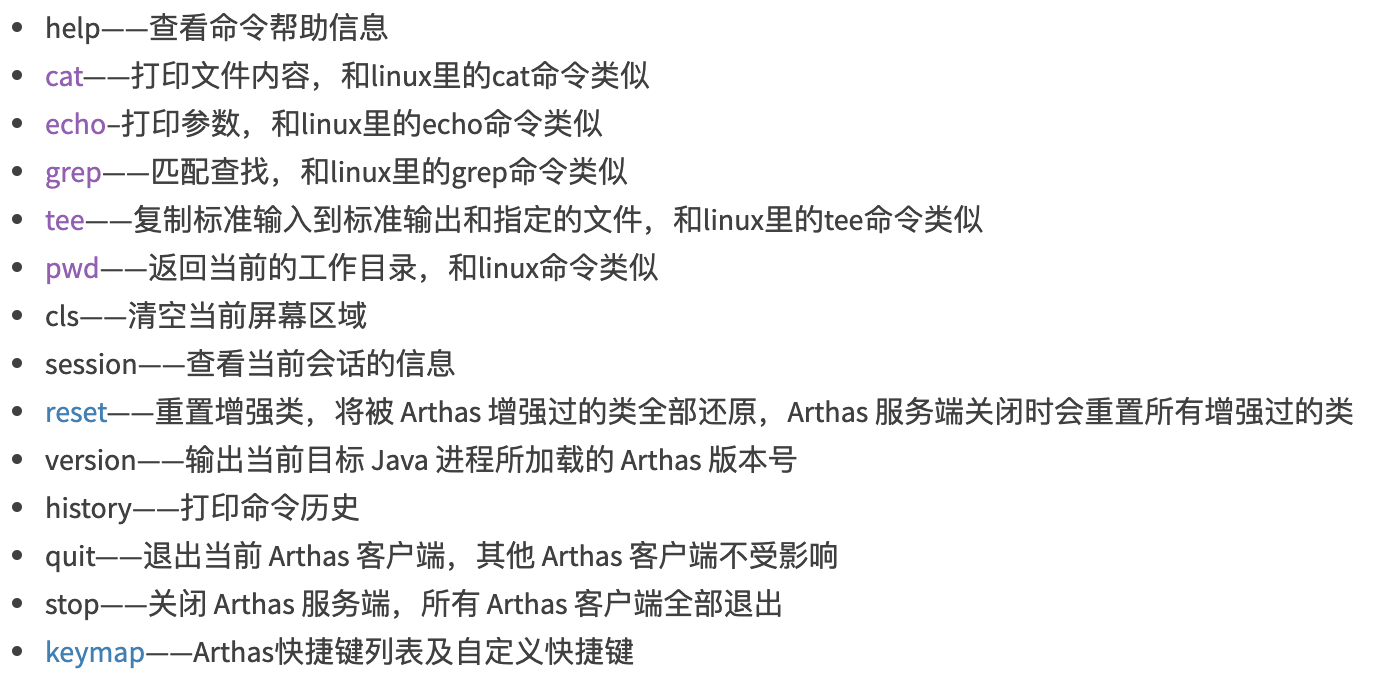 • help——查看命令帮助信息
• cat——打印文件内容，和linux里的cat命令类似
• echo–打印参数，和linux里的echo命令类似
• grep——匹配查找，和linux里的grep命令类似
• tee——复制标准输入到标准输出和指定的文件，和linux里的tee命令类似
• pwd——返回当前的工作目录，和linux命令类似
• cls——清空当前屏幕区域
• session——查看当前会话的信息
• reset——重置增强类，将被 Arthas 增强过的类全部还原，Arthas 服务端关闭时会重置所有增强过的类
• version——输出当前目标 Java 进程所加载的 Arthas 版本号
• history——打印命令历史
• quit——退出当前 Arthas 客户端，其他 Arthas 客户端不受影响
• stop——关闭 Arthas 服务端，所有 Arthas 客户端全部退出
• keymap——Arthas快捷键列表及自定义快捷键